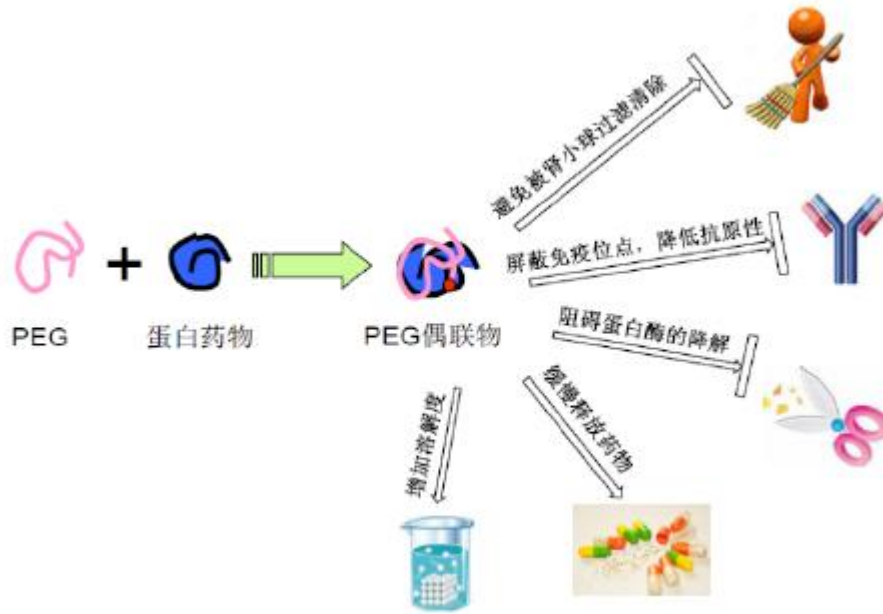 避免被肾小球过滤清除
屏蔽免疫位点，降低抗原性
PEG
蛋白药物
PEG偶联物
阻碍蛋白酶的降解
缓慢释放药物
增加溶解度